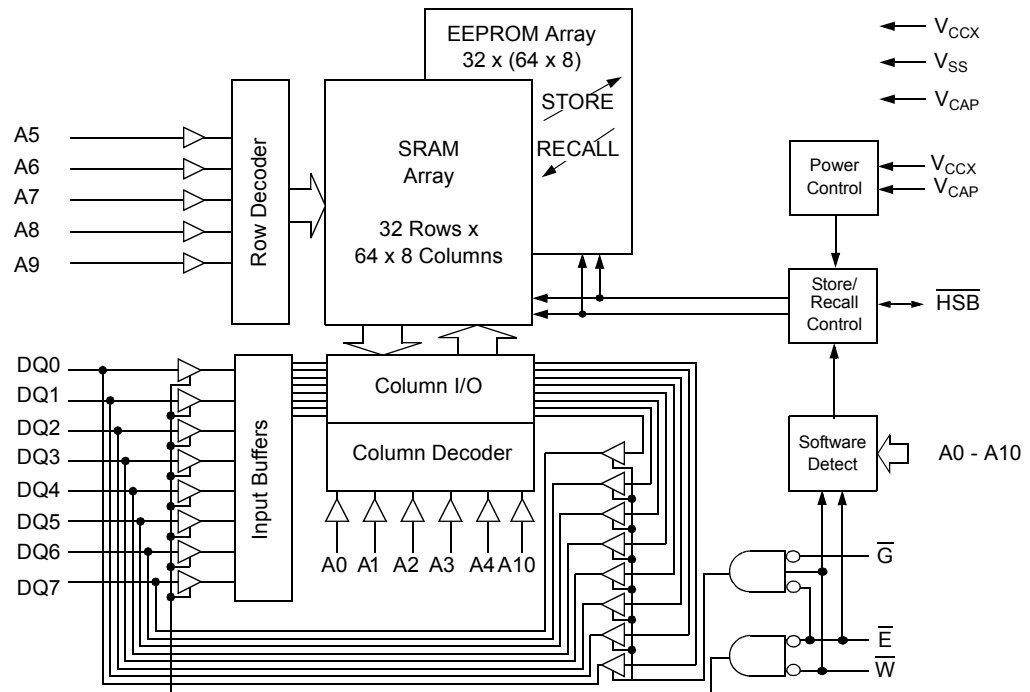 EEPROM Array
32 x (64 x 8)
STORE
RECALL
SRAM
Array
32 Rows x
64 x 8 Columns
Row Decoder
A5
A6
A7
A8
A9
V_CCX
V_SS
V_CAP
Power
Control
V_CCX
V_CAP
Store/
Recall
Control
H̅S̅B̅
DQ0
DQ1
DQ2
DQ3
DQ4
DQ5
DQ6
DQ7
Input Buffers
Column I/O
Column Decoder
A0 A1 A2 A3 A4 A10
Software
Detect
A0 - A10
G̅
E̅
W̅